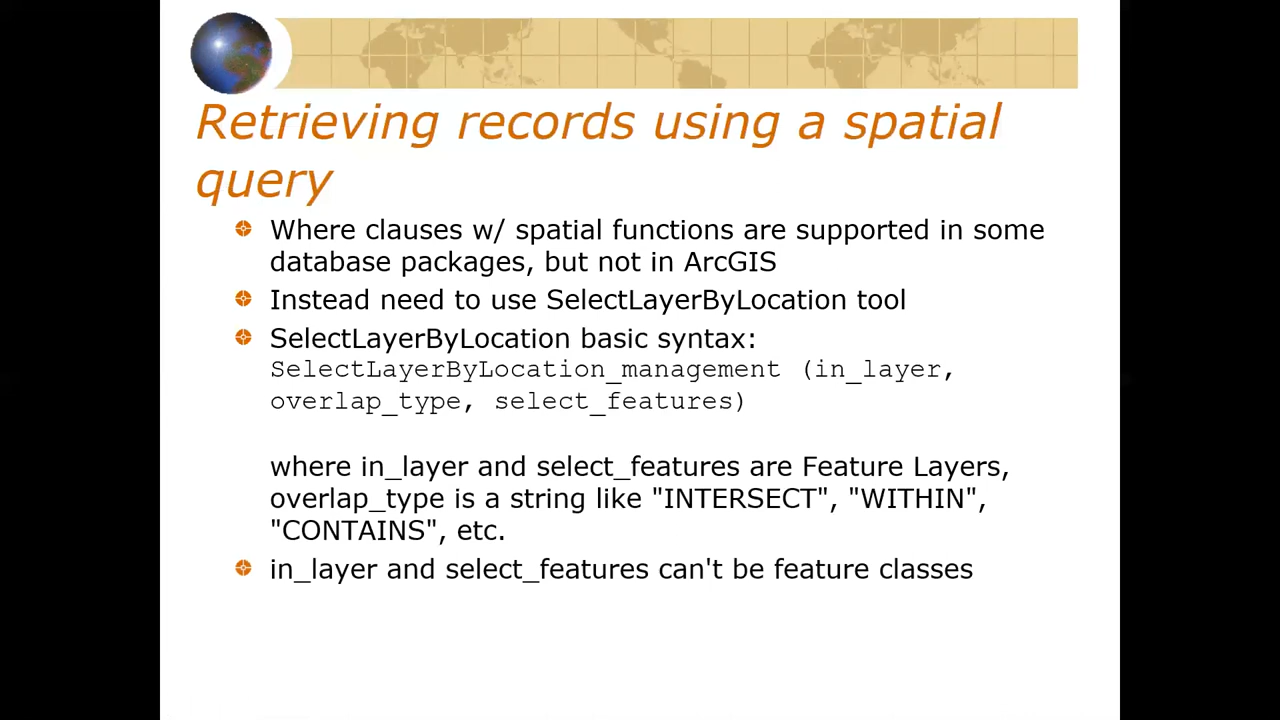 Retrieving records using a spatial
query
Where clauses w/ spatial functions are supported in some
database packages, but not in ArcGIS
Instead need to use SelectLayerByLocation tool
SelectLayerByLocation basic syntax:
SelectLayerByLocation_management (in_layer,
overlap_type, select_features)
where in_layer and select_features are Feature Layers,
overlap_type is a string like "INTERSECT", "WITHIN",
"CONTAINS", etc.
in_layer and select_features can't be feature classes